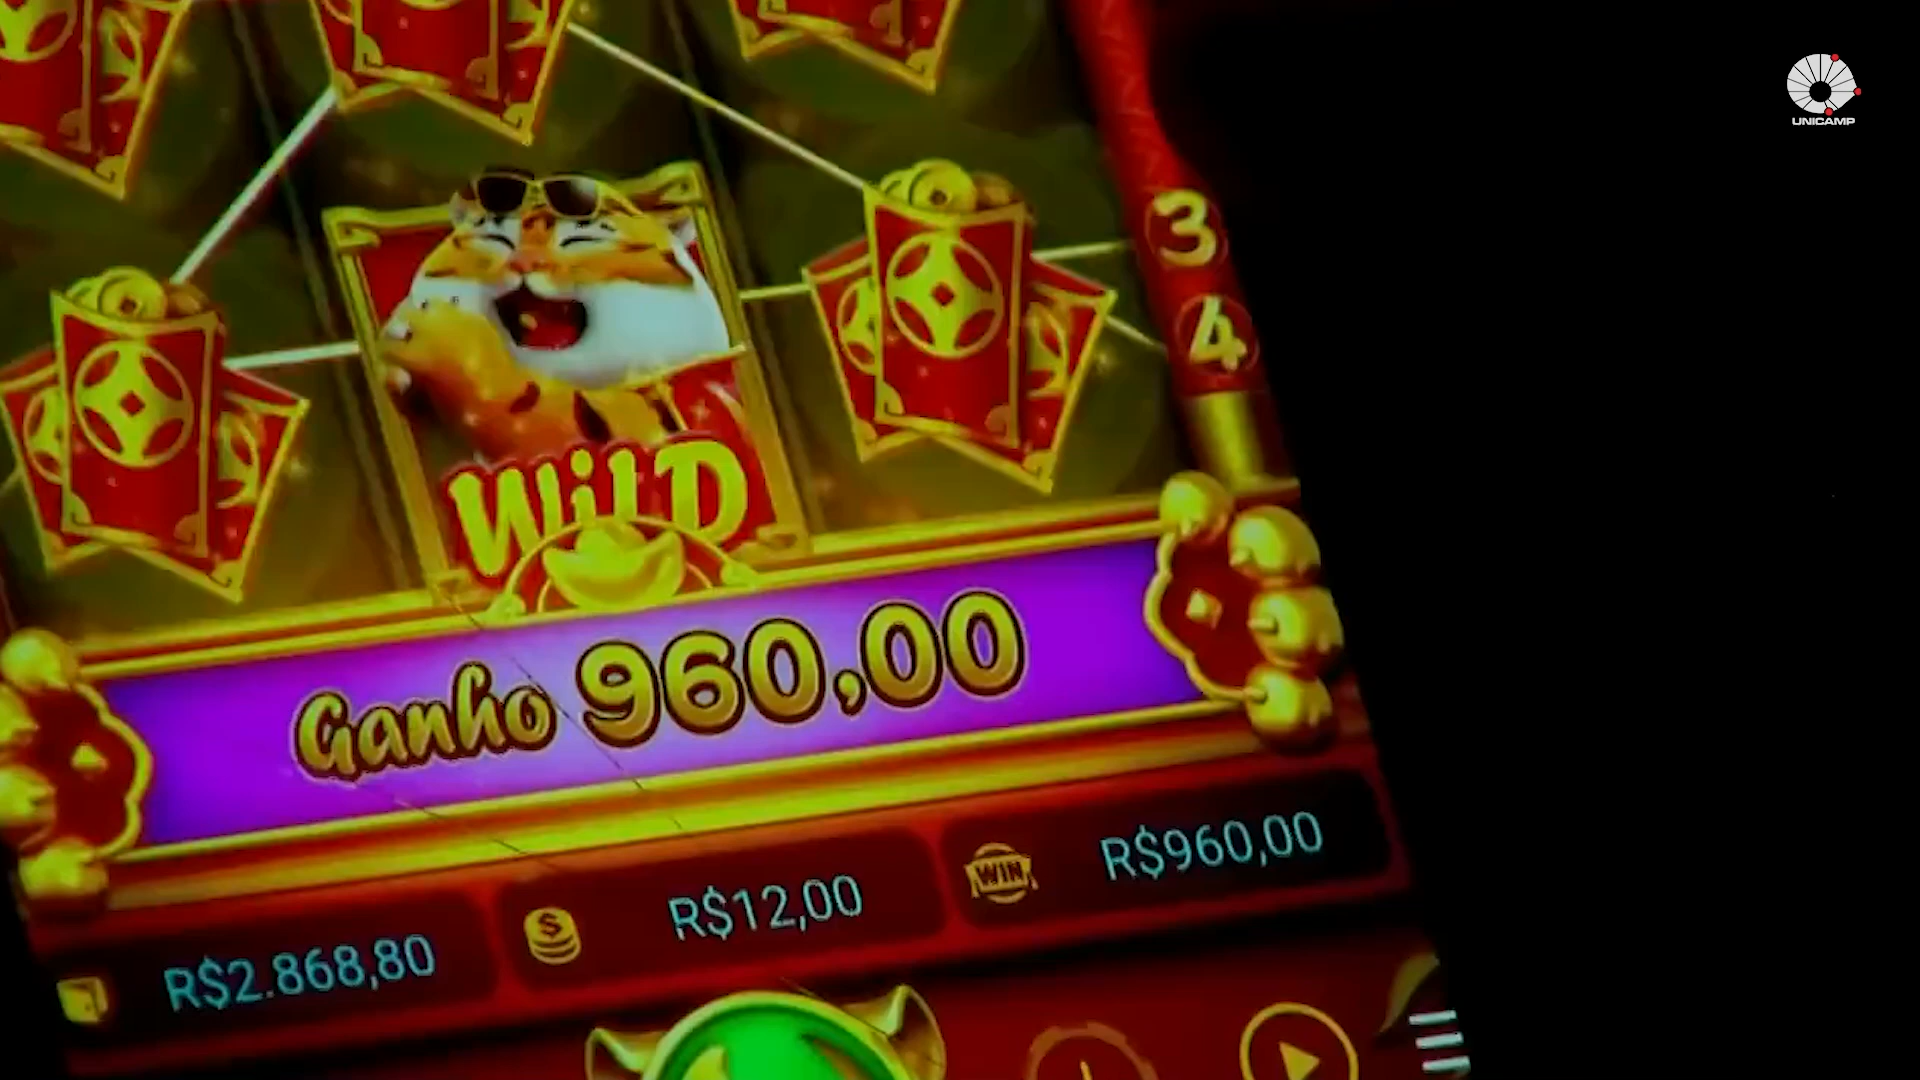 UNICAMP
3
4
WILD
Ganho 960,00
R$2.868,80
R$12,00
WIN
R$960,00